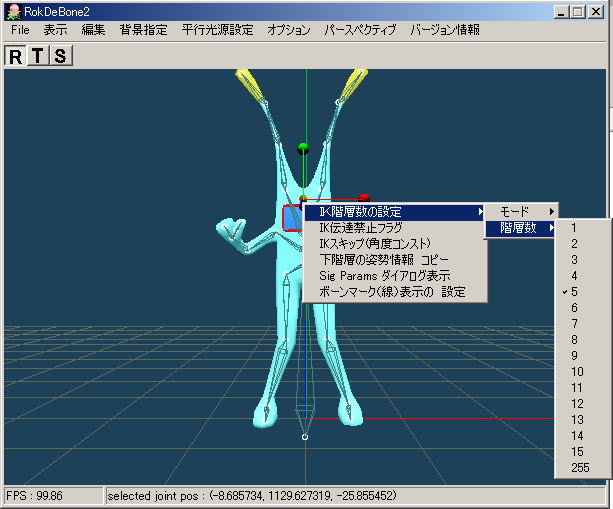 RokDeBone2
File 表示 編集 背景指定 平行光源設定 オプション パースペクティブ バージョン情報
R T S
IK階層数の設定
IK伝達禁止フラグ
IKスキップ(角度コンスト)
下階層の姿勢情報 コピー
Sig Params ダイアログ表示
ボーンマーク(線)表示の 設定
モード
階層数
1
2
3
4
5
6
7
8
9
10
11
12
13
14
15
255
FPS : 99.86
selected joint pos : (-8.685734, 1129.627319, -25.855452)